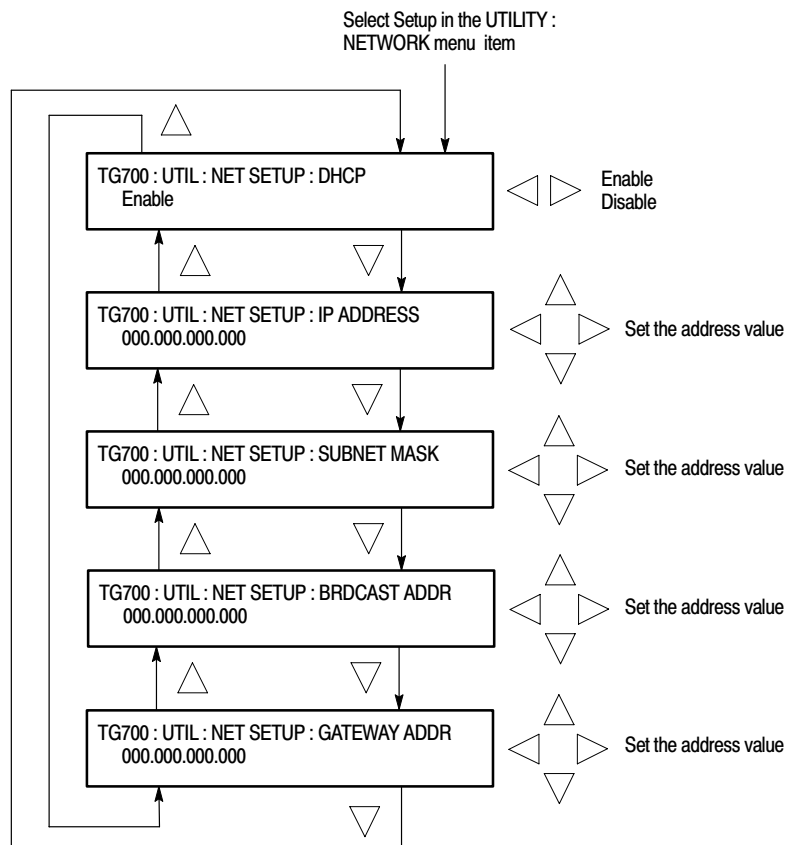 Select Setup in the UTILITY :
NETWORK menu item
TG700 : UTIL : NET SETUP : DHCP
Enable
Enable
Disable
TG700 : UTIL : NET SETUP : IP ADDRESS
000.000.000.000
Set the address value
TG700 : UTIL : NET SETUP : SUBNET MASK
000.000.000.000
Set the address value
TG700 : UTIL : NET SETUP : BRDCAST ADDR
000.000.000.000
Set the address value
TG700 : UTIL : NET SETUP : GATEWAY ADDR
000.000.000.000
Set the address value